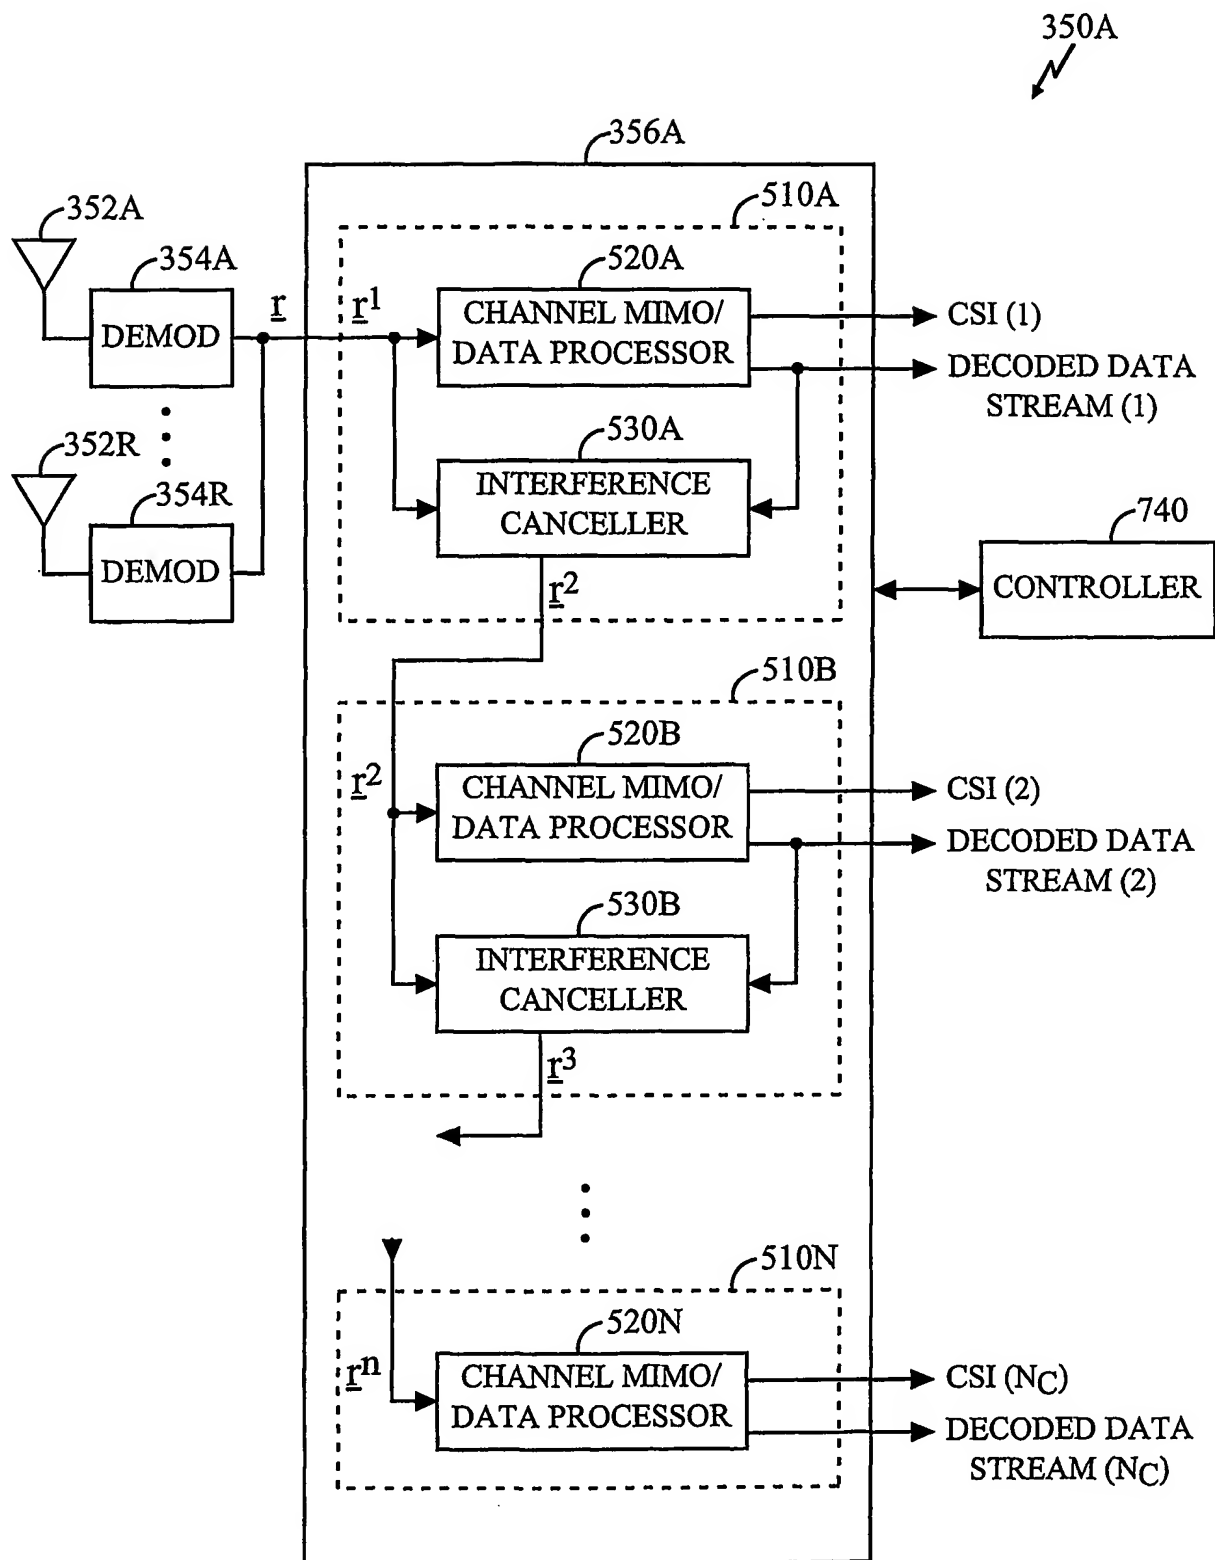 350A
356A
352A
354A
DEMOD
r
510A
r1
520A
CHANNEL MIMO/
DATA PROCESSOR
CSI (1)
DECODED DATA
STREAM (1)
352R
354R
DEMOD
530A
INTERFERENCE
CANCELLER
r2
740
CONTROLLER
510B
r2
520B
CHANNEL MIMO/
DATA PROCESSOR
CSI (2)
DECODED DATA
STREAM (2)
530B
INTERFERENCE
CANCELLER
r3
510N
rn
520N
CHANNEL MIMO/
DATA PROCESSOR
CSI (NC)
DECODED DATA
STREAM (NC)